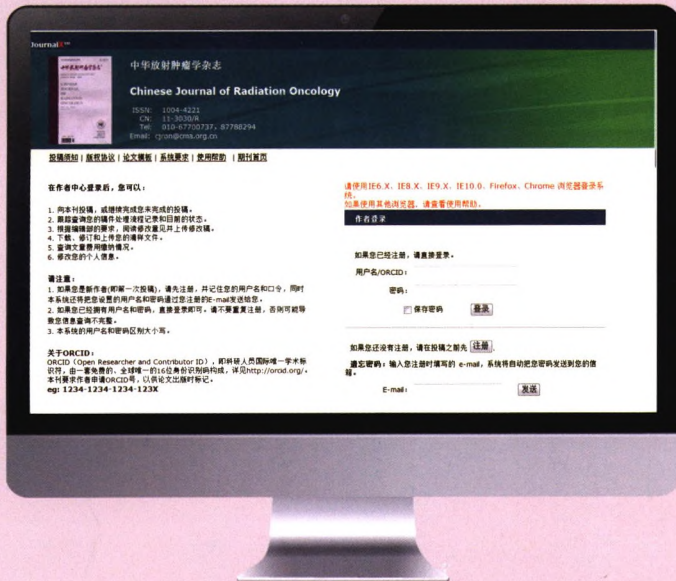 JournalX™
中华放射肿瘤学杂志
Chinese Journal of Radiation Oncology
ISSN: 1004-4221
CN: 11-3030/R
Tel: 010-67700737，87788294
Email: cjron@cma.org.cn
投稿须知 | 版权协议 | 论文模板 | 系统要求 | 使用帮助 | 期刊首页
在作者中心登录后，您可以：
1. 向本刊投稿，或继续完成您未完成的投稿。
2. 跟踪查询您的稿件处理流程记录和目前的状态。
3. 根据编辑部的要求，阅读修改意见并上传修改稿。
4. 下载、修订和上传您的清样文件。
5. 查询文章费用缴纳情况。
6. 修改您的个人信息。
请注意：
1. 如果您是新作者(即第一次投稿)，请先注册，并记住您的用户名和口令，同时
本系统还将把您设置的用户名和密码通过您注册的E-mail发送给您。
2. 如果您已经拥有用户名和密码，直接登录即可。请不要重复注册，否则可能导
致您信息查询不完整。
3. 本系统的用户名和密码区别大小写。
关于ORCID：
ORCID（Open Researcher and Contributor ID），即科研人员国际唯一学术标
识符，由一套免费的、全球唯一的16位身份识别码构成，详见http://orcid.org/。
本刊要求作者申请ORCID号，以供论文出版时标记。
eg: 1234-1234-1234-123X
请使用IE6.X、IE8.X、IE9.X、IE10.0、Firefox、Chrome 浏览器登录系
统。
如果使用其他浏览器，请查看使用帮助。
作者登录
如果您已经注册，请直接登录。
用户名/ORCID：
密码：
保存密码 登录
如果您还没有注册，请在投稿之前先 注册。
遗忘密码：输入您注册时填写的 e-mail，系统将自动把您密码发送到您的信
箱。
E-mail： 发送